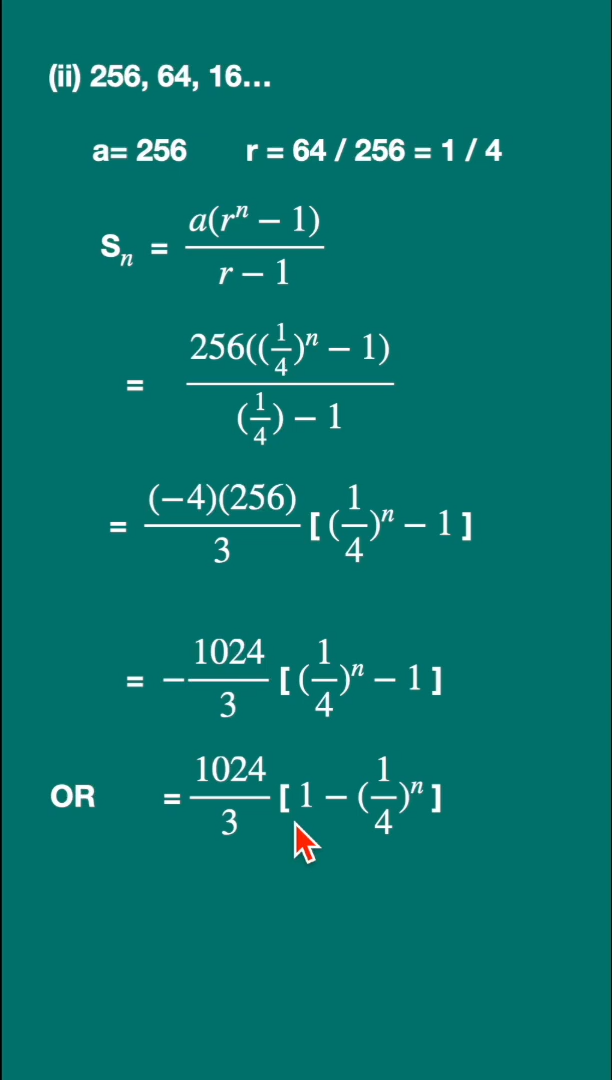 (ii) 256, 64, 16...
a= 256 r = 64 / 256 = 1 / 4
Sₙ = a(rⁿ − 1) / r − 1
= 256((1/4)ⁿ − 1) / (1/4) − 1
= (−4)(256) / 3 [ (1/4)ⁿ − 1 ]
= − 1024/3 [ (1/4)ⁿ − 1 ]
OR = 1024/3 [ 1 − (1/4)ⁿ ]